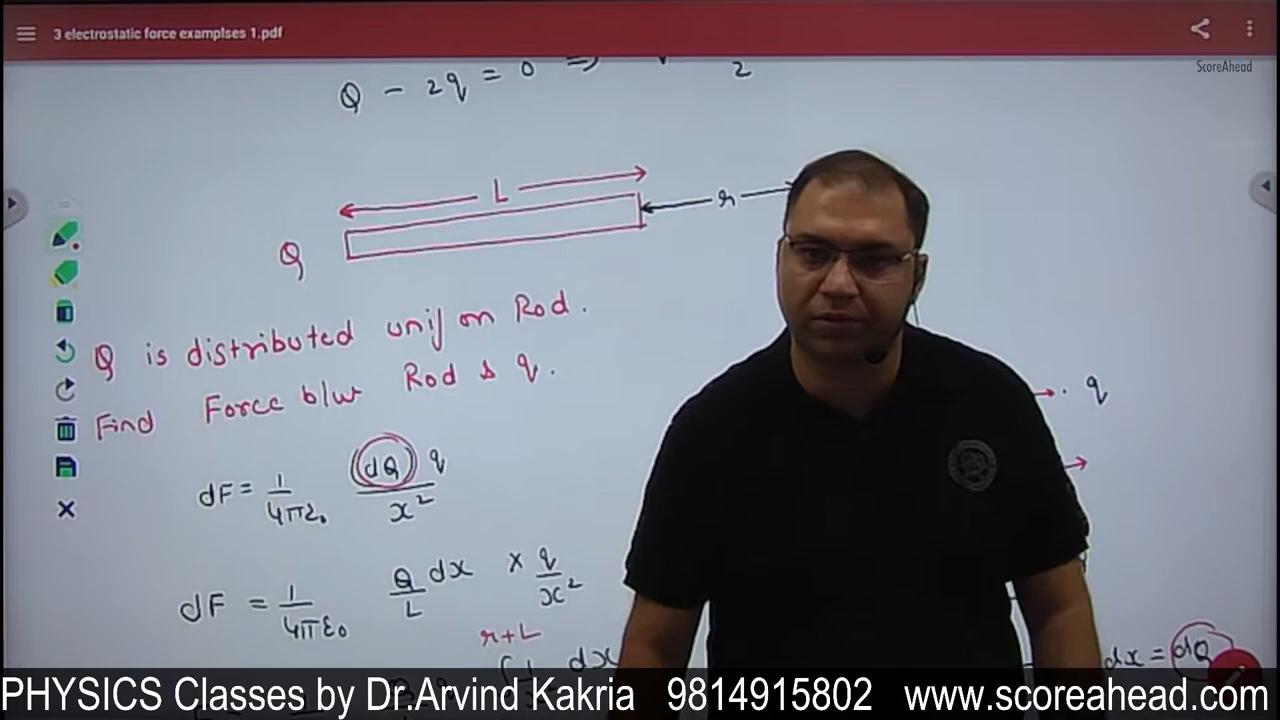 3 electrostatic force examplses 1.pdf
ScoreAhead
Q - 2q = 0 ⇒
2
L
r
Q
Q is distributed unif on Rod.
Find Force b/w Rod & q.
q
dF = 1/4πε₀ (dQ) q/x²
dF = 1/4πε₀ Q/L dx × q/x²
r+L
dx
dx = dQ
PHYSICS Classes by Dr.Arvind Kakria 9814915802 www.scoreahead.com